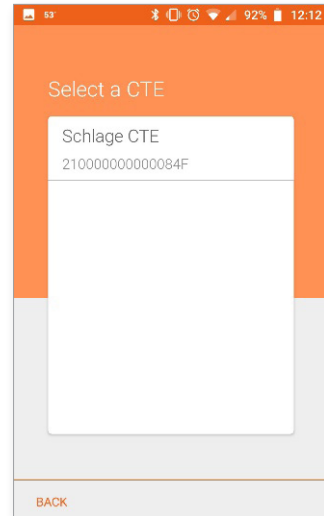 53° 92% 12:12
Select a CTE
Schlage CTE
210000000000084F
BACK